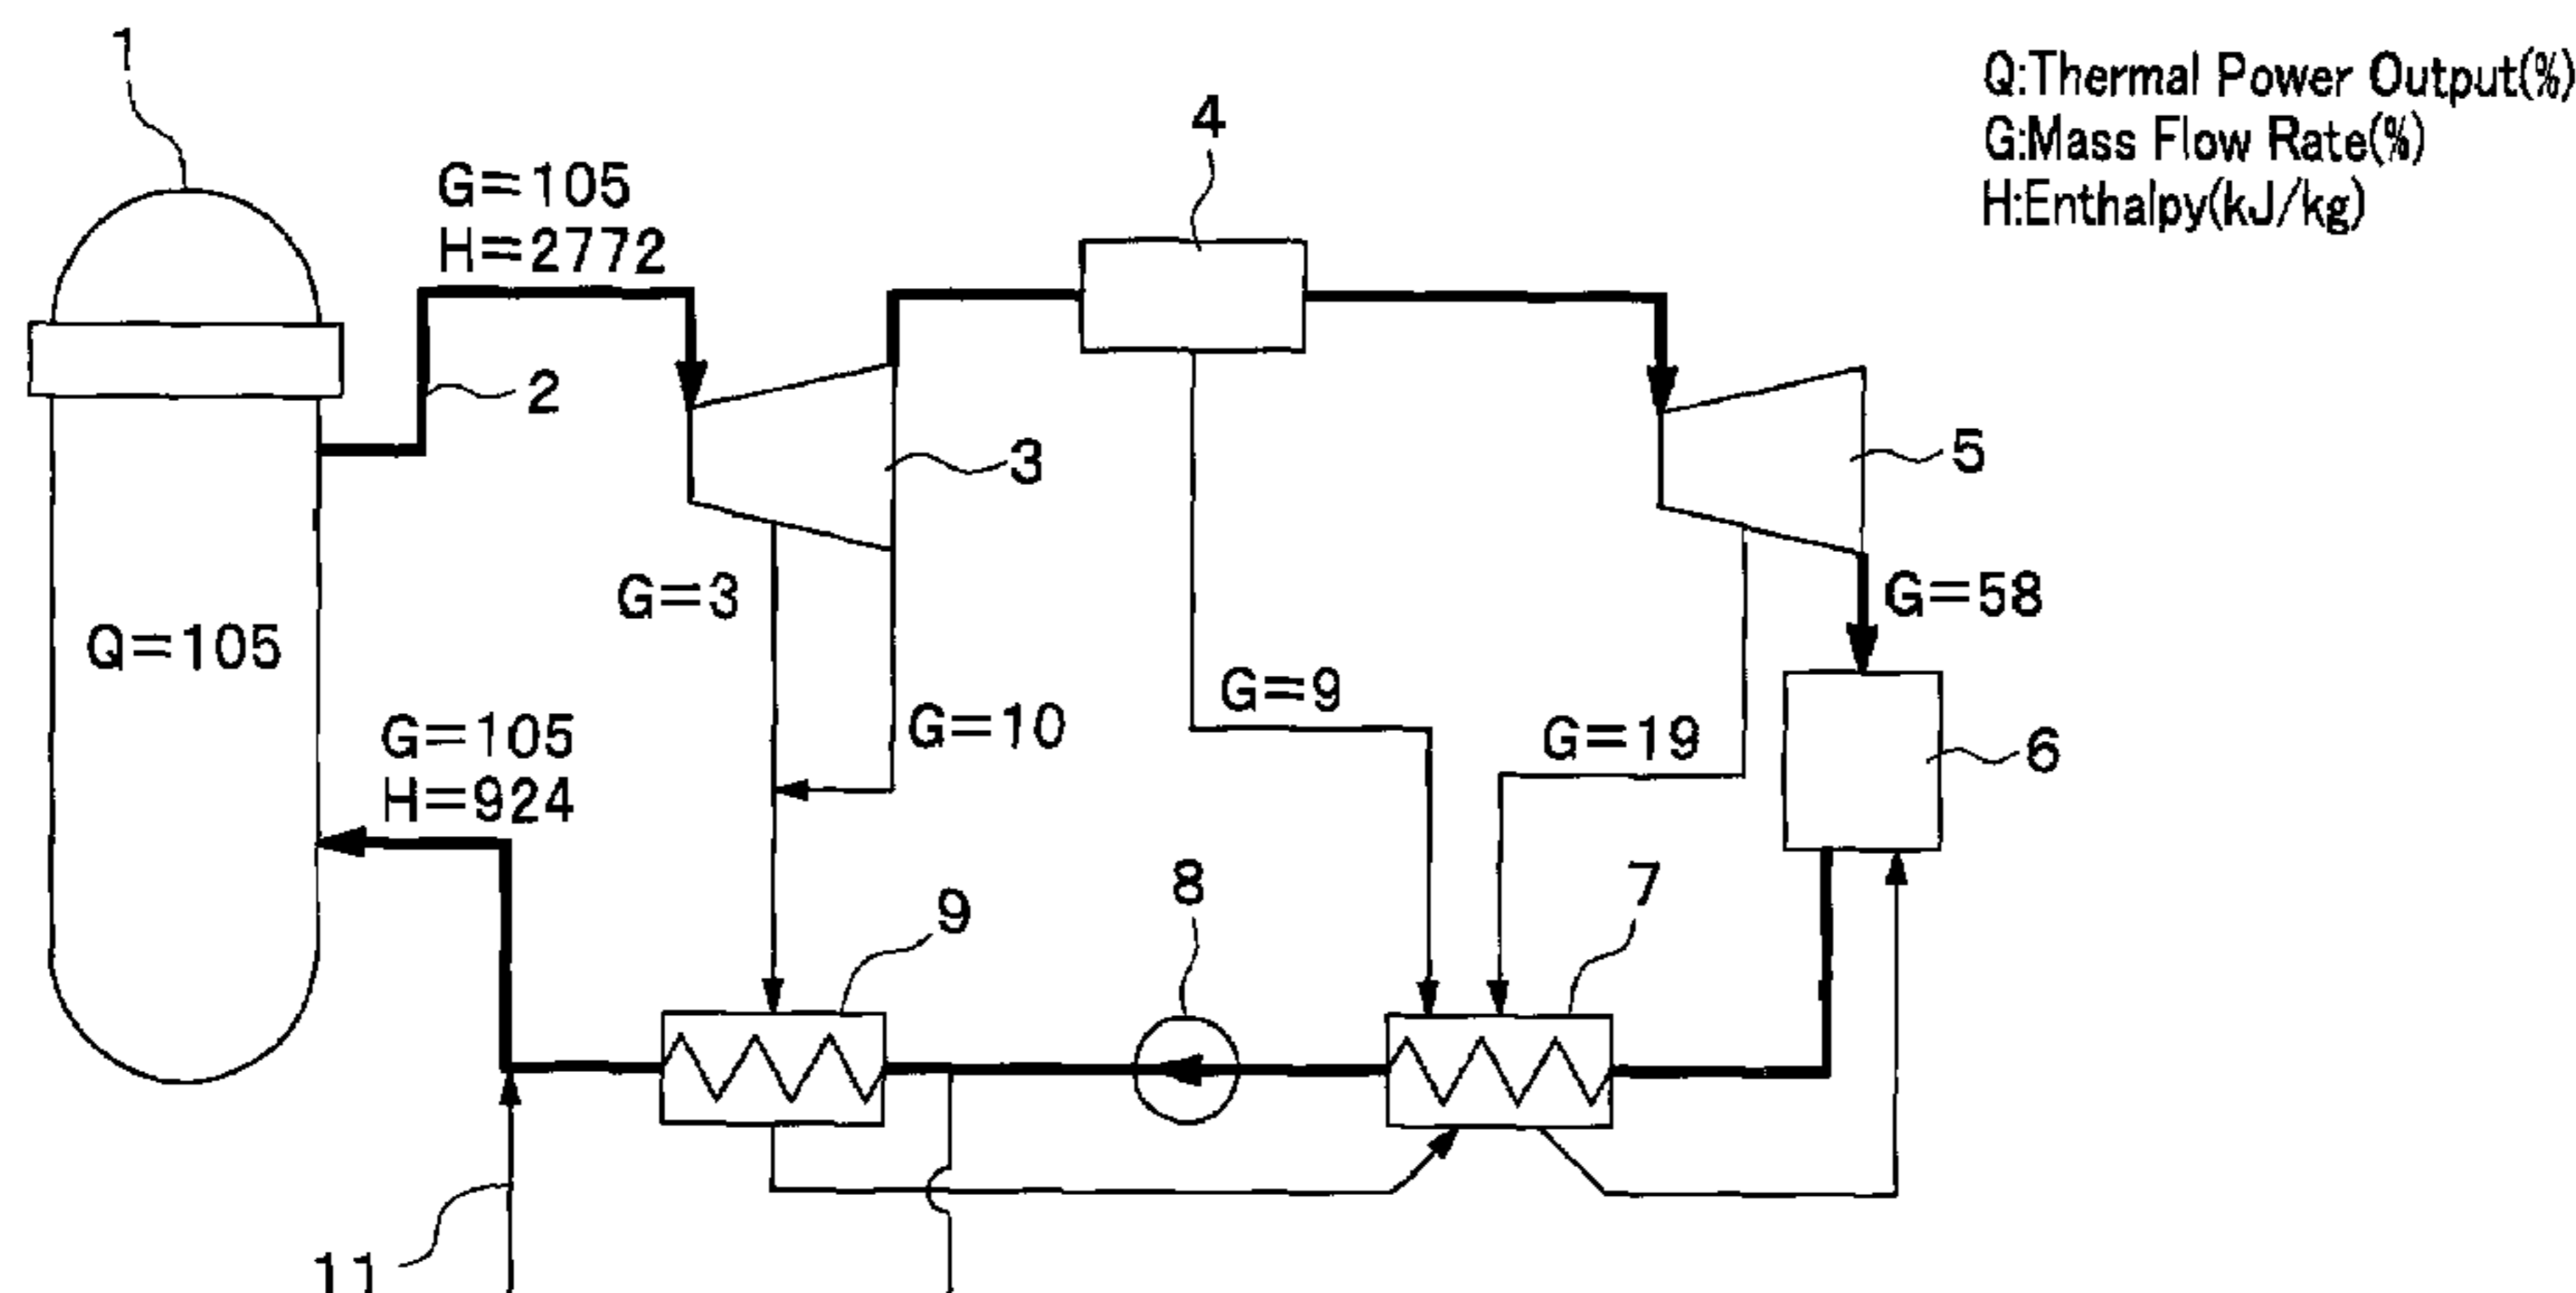 1
Q:Thermal Power Output(%)
G:Mass Flow Rate(%)
H:Enthalpy(kJ/kg)
4
G=105
H=2772
2
3
5
G=3
G=58
Q=105
G=9
G=10
G=19
6
G=105
H=924
8
7
9
11